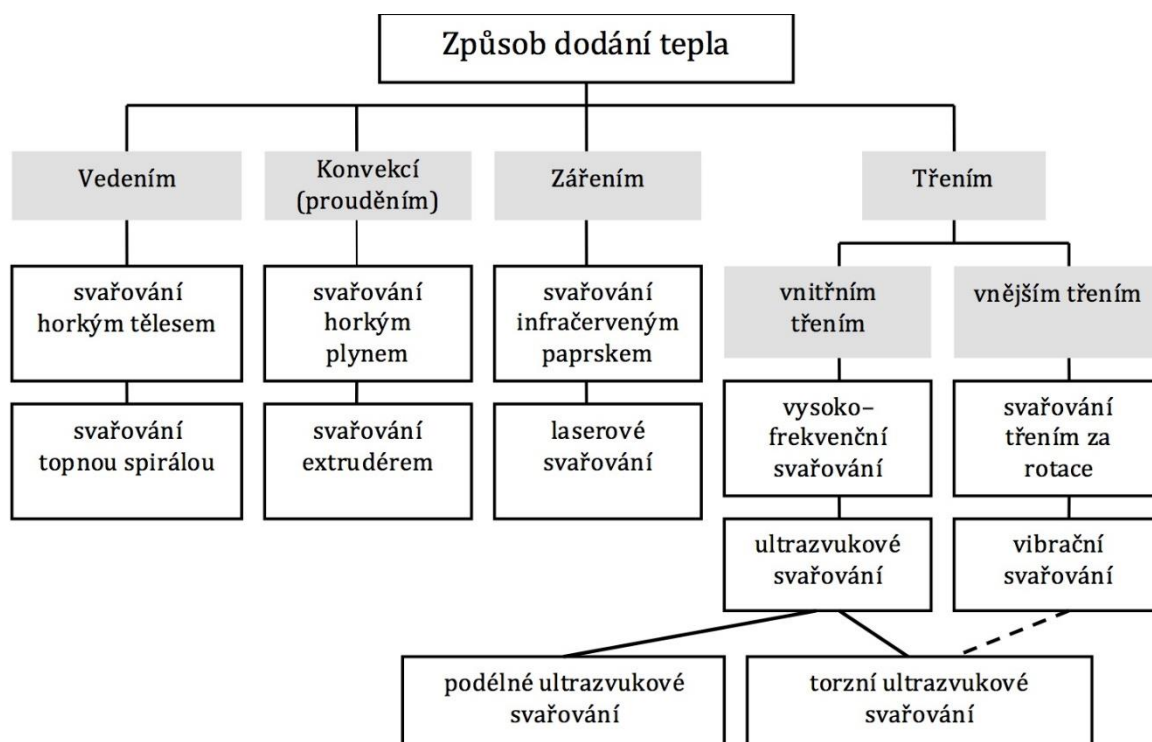 Způsob dodání tepla
Vedením
Konvekcí
(prouděním)
Zářením
Třením
svařování
horkým tělesem
svařování
horkým
plynem
svařování
infračerveným
paprskem
vnitřním
třením
vnějším třením
svařování
topnou spirálou
svařování
extrudérem
laserové
svařování
vysoko–
frekvenční
svařování
svařování
třením za
rotace
ultrazvukové
svařování
vibrační
svařování
podélné ultrazvukové
svařování
torzní ultrazvukové
svařování